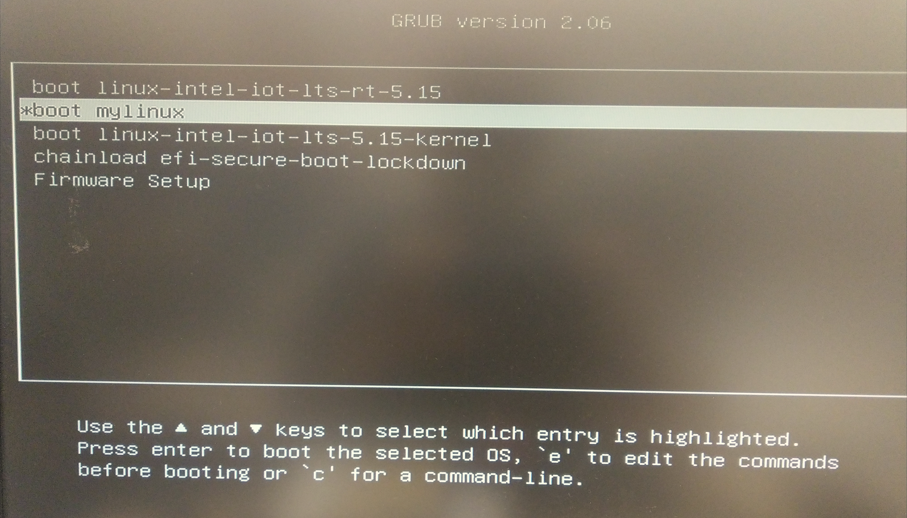 GRUB version 2.06
boot linux-intel-iot-lts-rt-5.15
*boot mylinux
boot linux-intel-iot-lts-5.15-kernel
chainload efi-secure-boot-lockdown
Firmware Setup
Use the ▲ and ▼ keys to select which entry is highlighted.
Press enter to boot the selected OS, `e' to edit the commands
before booting or `c' for a command-line.